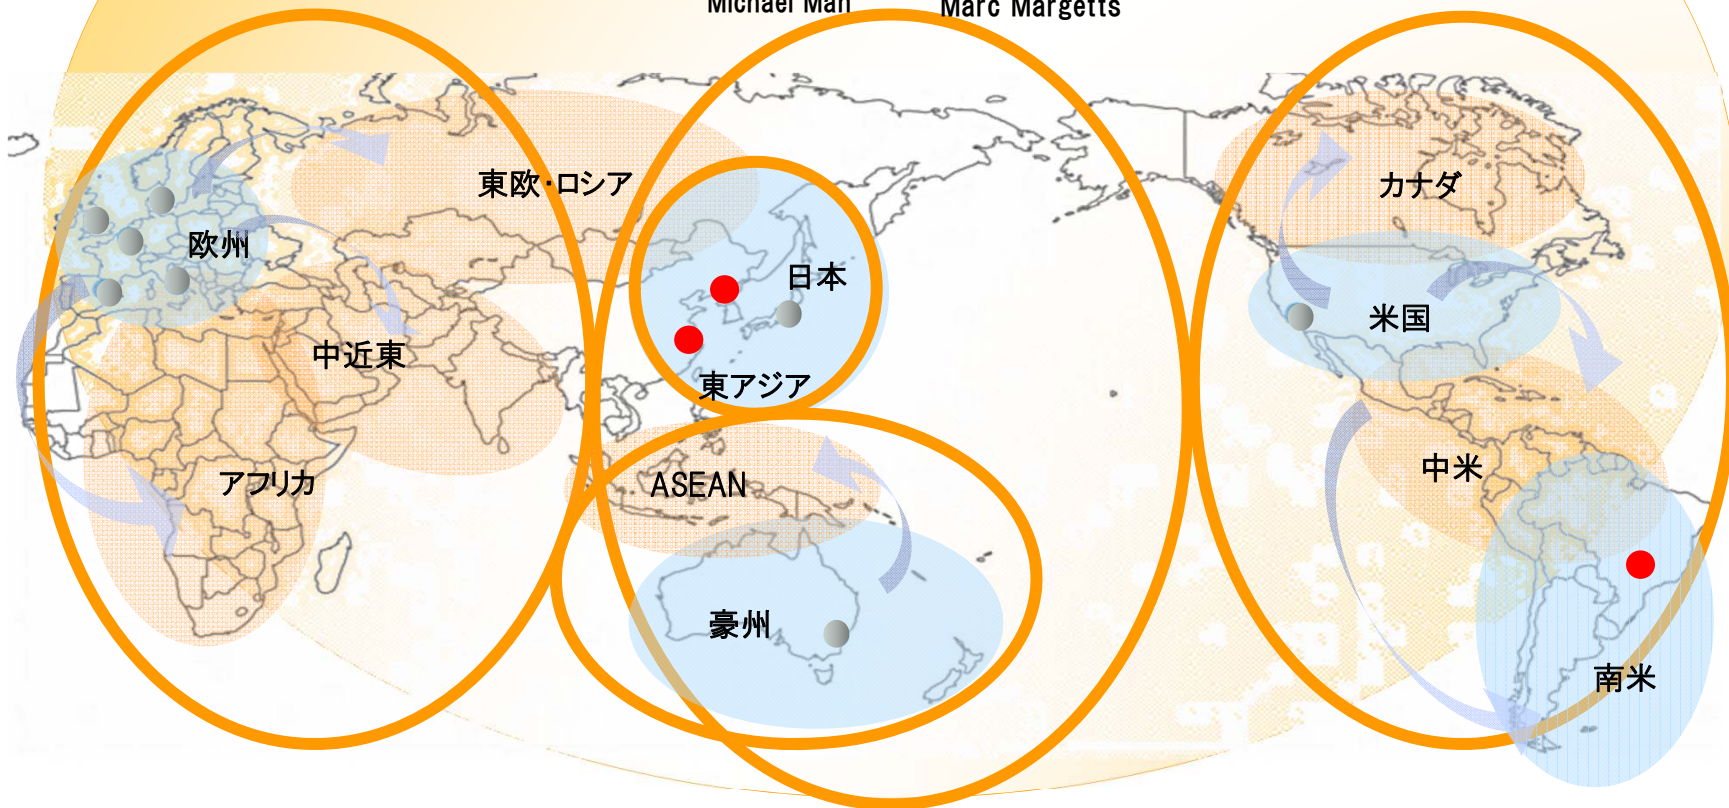 Michael Man
Marc Margetts
東欧・ロシア
カナダ
欧州
日本
米国
中近東
東アジア
アフリカ
ASEAN
中米
豪州
南米